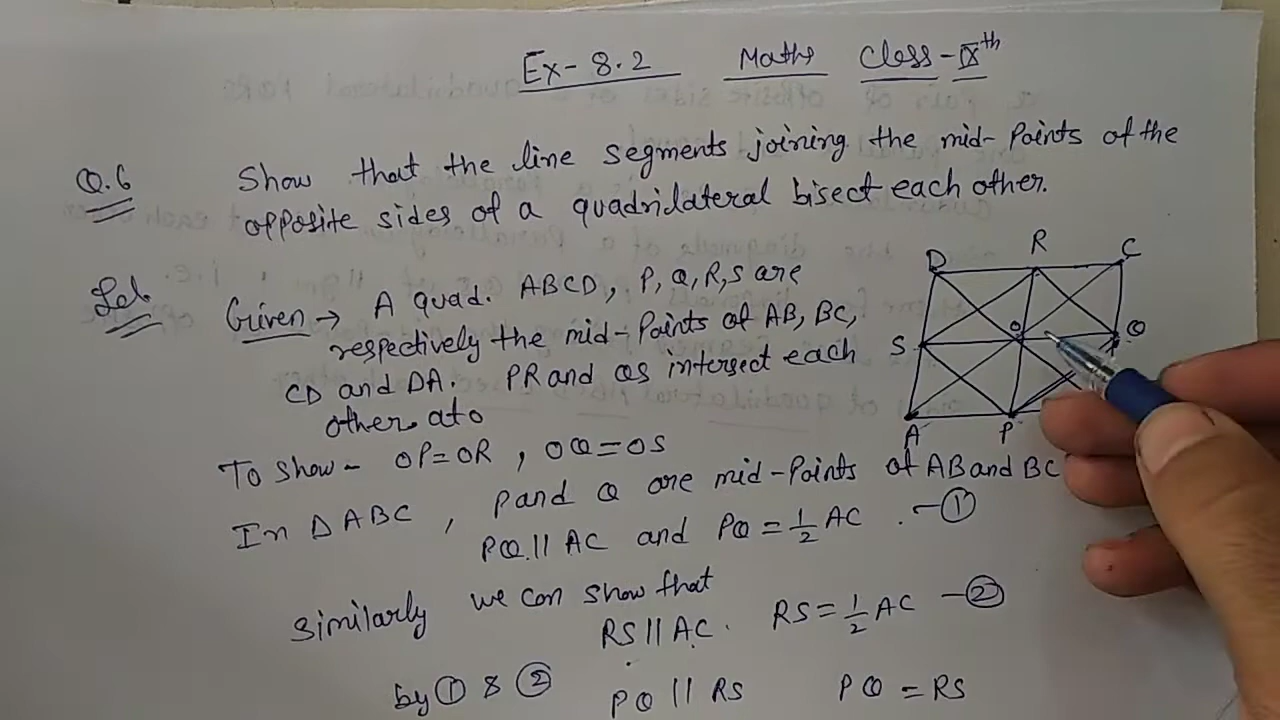 Ex-8.2 Maths Class-IXth
Q.6 Show that the line segments joining the mid-Points of the
opposite sides of a quadrilateral bisect each other.
Sol. Given → A quad. ABCD, P, Q, R, S are
respectively the mid-Points of AB, BC,
CD and DA. PR and QS intersect each
other at O
To show - OP=OR, OQ=OS
In Δ ABC, P and Q are mid-Points of AB and BC
PQ || AC and PQ = 1/2 AC. -①
Similarly we can show that
RS || AC. RS = 1/2 AC -②
by ① & ② PQ || RS PQ = RS
D R C
S O Q
A P